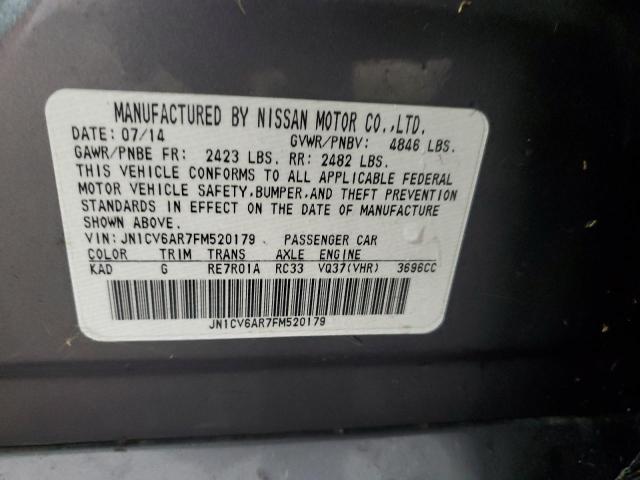 MANUFACTURED BY NISSAN MOTOR CO.,LTD.
DATE: 07/14 GVWR/PNBV: 4846 LBS.
GAWR/PNBE FR: 2423 LBS. RR: 2482 LBS.
THIS VEHICLE CONFORMS TO ALL APPLICABLE FEDERAL
MOTOR VEHICLE SAFETY,BUMPER,AND THEFT PREVENTION
STANDARDS IN EFFECT ON THE DATE OF MANUFACTURE
SHOWN ABOVE.
VIN: JN1CV6AR7FM520179 PASSENGER CAR
COLOR TRIM TRANS AXLE ENGINE
KAD G RE7R01A RC33 VQ37(VHR) 3696CC
JN1CV6AR7FM520179